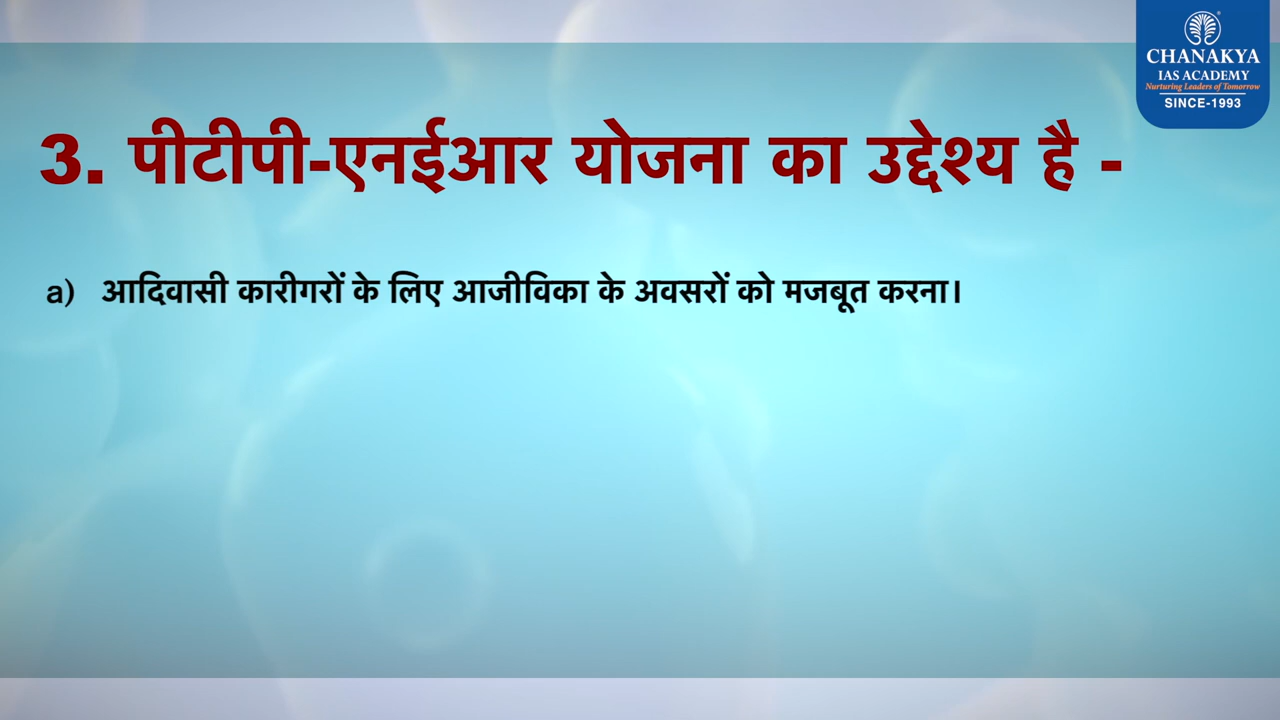 CHANAKYA
IAS ACADEMY
Nurturing Leaders of Tomorrow
SINCE-1993
3. पीटीपी-एनईआर योजना का उद्देश्य है -
a) आदिवासी कारीगरों के लिए आजीविका के अवसरों को मजबूत करना।